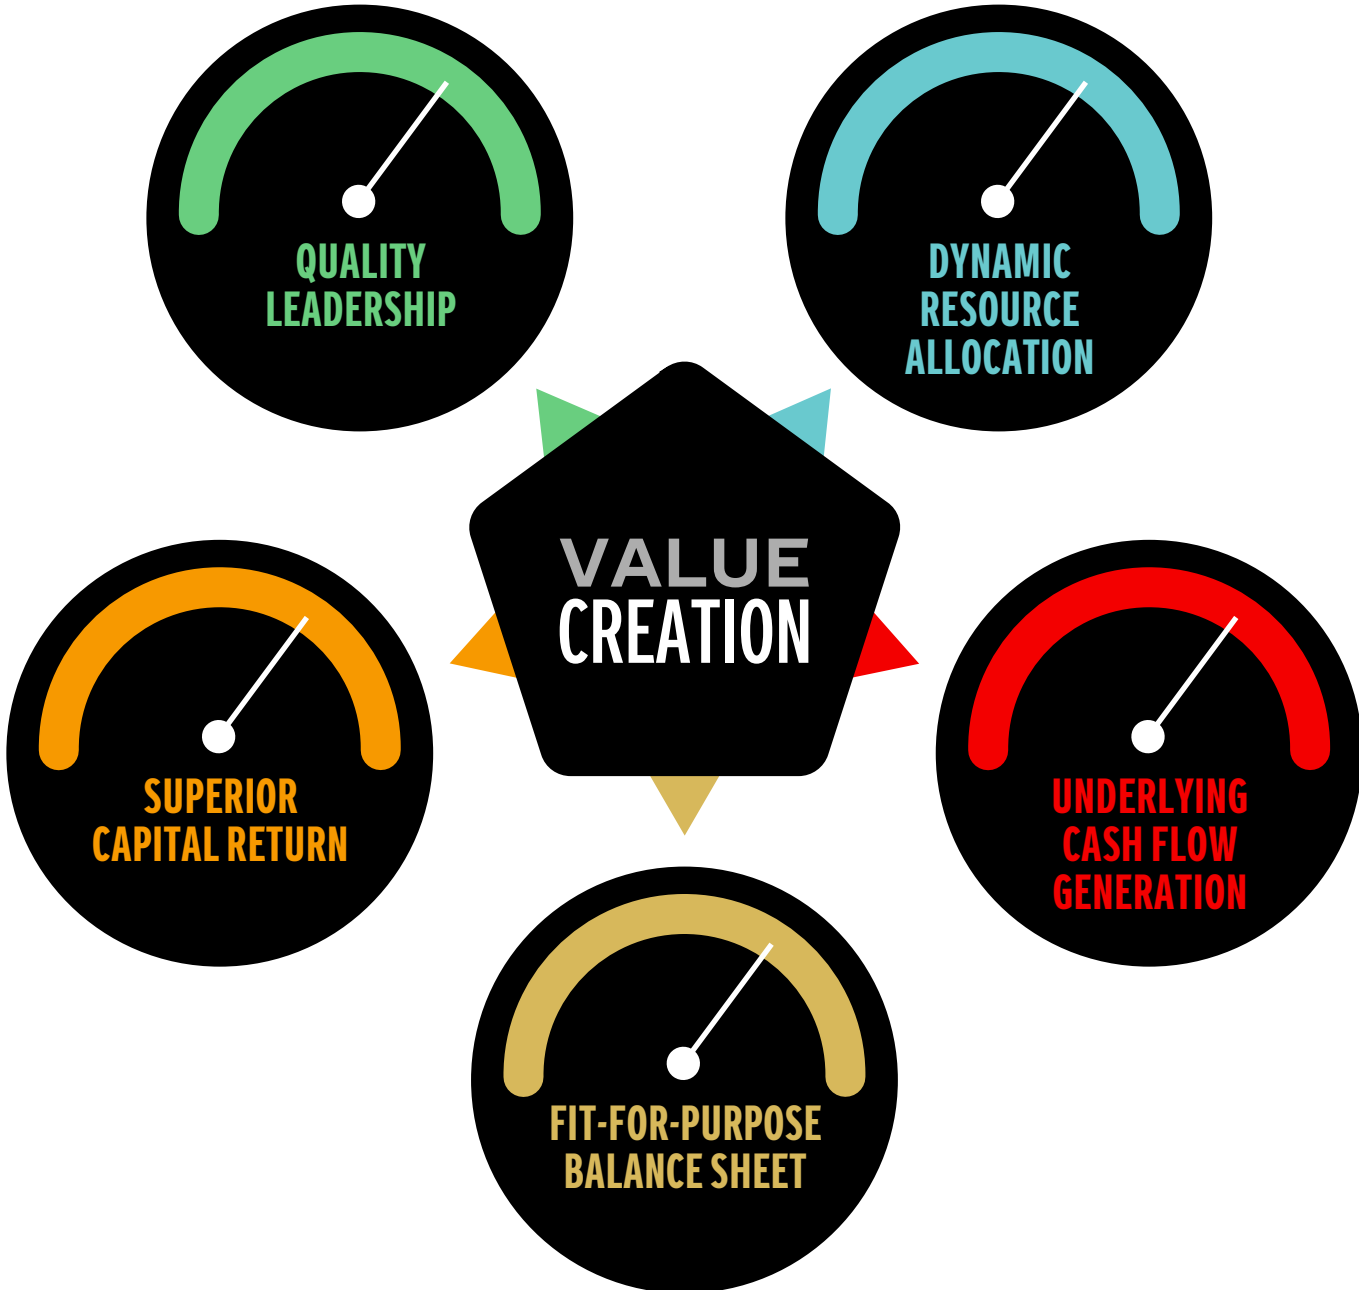 QUALITY
LEADERSHIP
DYNAMIC
RESOURCE
ALLOCATION
VALUE
CREATION
SUPERIOR
CAPITAL RETURN
UNDERLYING
CASH FLOW
GENERATION
FIT-FOR-PURPOSE
BALANCE SHEET